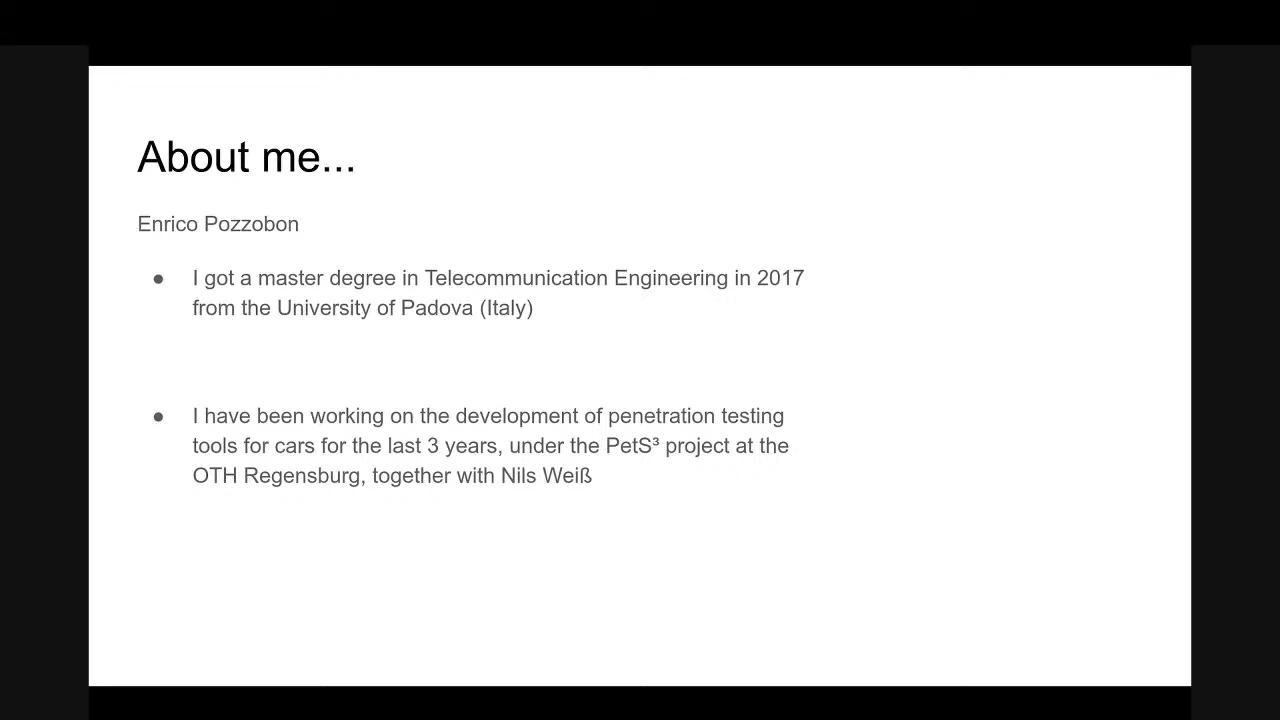 About me...
Enrico Pozzobon
● I got a master degree in Telecommunication Engineering in 2017
from the University of Padova (Italy)
● I have been working on the development of penetration testing
tools for cars for the last 3 years, under the PetS³ project at the
OTH Regensburg, together with Nils Weiß